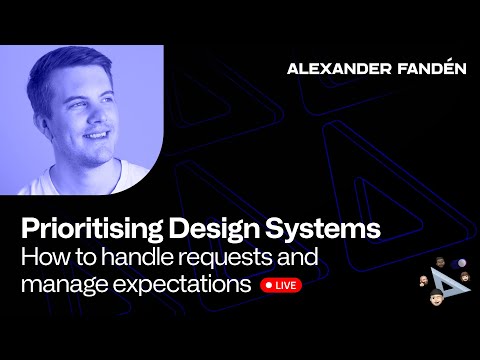 ALEXANDER FANDÉN
Prioritising Design Systems
How to handle requests and
manage expectations LIVE